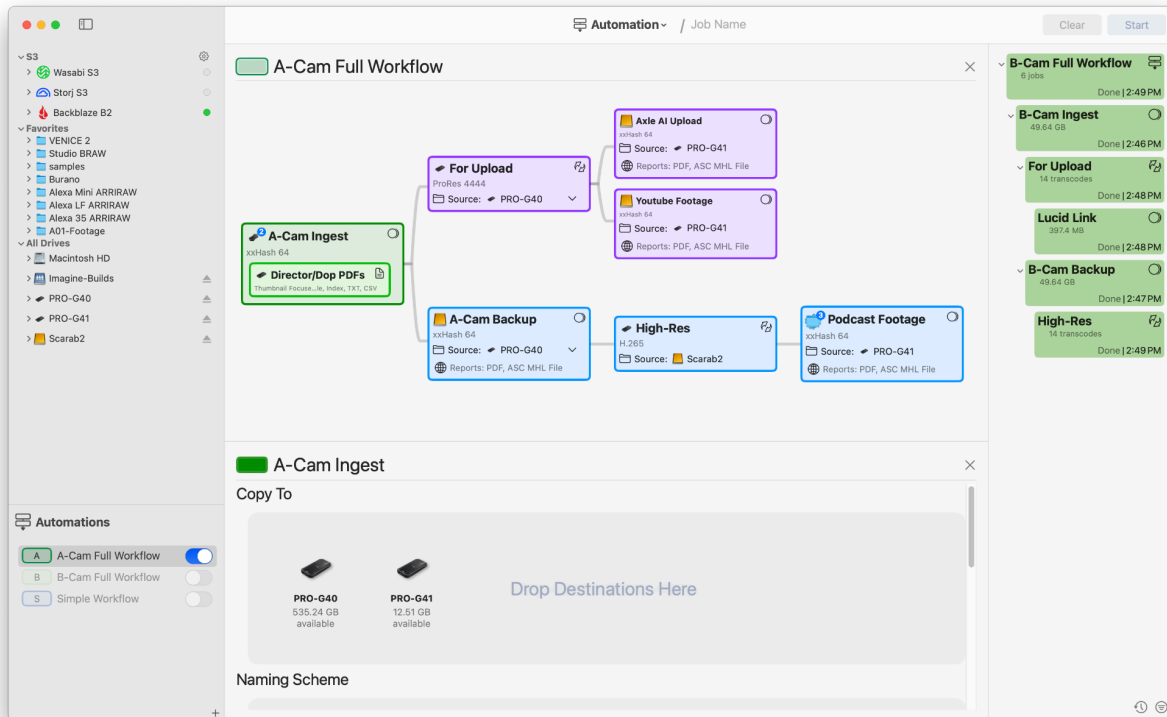 Automation
/ Job Name
Clear
Start
S3
Wasabi S3
Storj S3
Backblaze B2
Favorites
VENICE 2
Studio BRAW
samples
Burano
Alexa Mini ARRIRAW
Alexa LF ARRIRAW
Alexa 35 ARRIRAW
A01-Footage
All Drives
Macintosh HD
Imagine-Builds
PRO-G40
PRO-G41
Scarab2
Automations
A A-Cam Full Workflow
B B-Cam Full Workflow
S Simple Workflow
+
A-Cam Full Workflow
2 A-Cam Ingest
xxHash 64
Director/Dop PDFs
Thumbnail Focuse...le, Index, TXT, CSV
For Upload
ProRes 4444
Source: PRO-G40
Axle AI Upload
xxHash 64
Source: PRO-G41
Reports: PDF, ASC MHL File
Youtube Footage
xxHash 64
Source: PRO-G41
Reports: PDF, ASC MHL File
A-Cam Backup
xxHash 64
Source: PRO-G40
Reports: PDF, ASC MHL File
High-Res
H.265
Source: Scarab2
3 Podcast Footage
xxHash 64
Source: PRO-G41
Reports: PDF, ASC MHL File
A-Cam Ingest
Copy To
PRO-G40
535.24 GB
available
PRO-G41
12.51 GB
available
Drop Destinations Here
Naming Scheme
B-Cam Full Workflow
6 jobs
Done | 2:49 PM
B-Cam Ingest
49.64 GB
Done | 2:46 PM
For Upload
14 transcodes
Done | 2:48 PM
Lucid Link
397.4 MB
Done | 2:48 PM
B-Cam Backup
49.64 GB
Done | 2:47 PM
High-Res
14 transcodes
Done | 2:49 PM